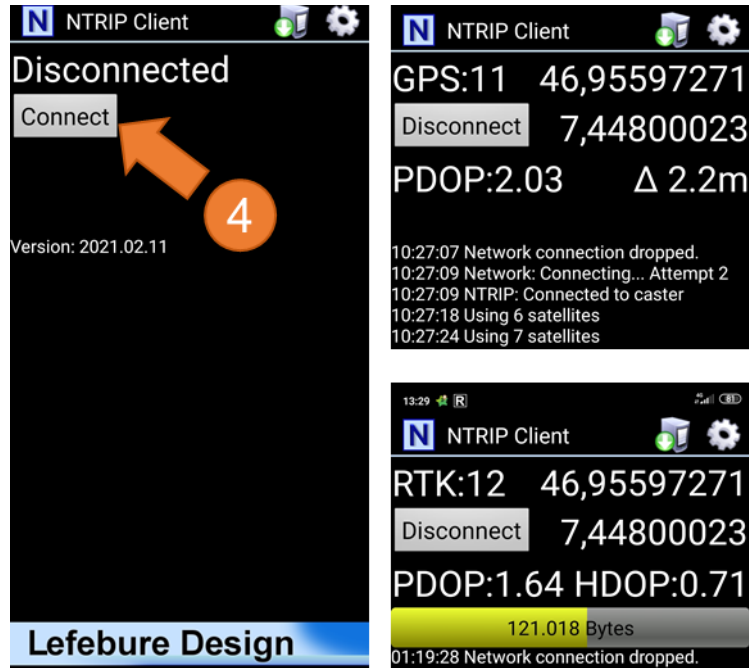 N NTRIP Client
Disconnected
Connect
4
Version: 2021.02.11
Lefebure Design
N NTRIP Client
GPS:11 46,95597271
Disconnect 7,44800023
PDOP:2.03 Δ 2.2m
10:27:07 Network connection dropped.
10:27:09 Network: Connecting... Attempt 2
10:27:09 NTRIP: Connected to caster
10:27:18 Using 6 satellites
10:27:24 Using 7 satellites
13:29 R 81
N NTRIP Client
RTK:12 46,95597271
Disconnect 7,44800023
PDOP:1.64 HDOP:0.71
121.018 Bytes
01:19:28 Network connection dropped.